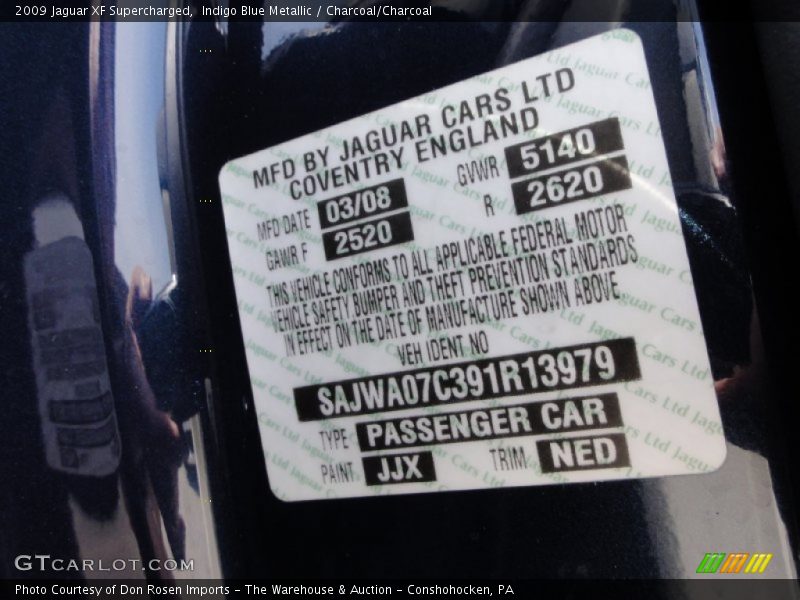 2009 Jaguar XF Supercharged,  Indigo Blue Metallic / Charcoal/Charcoal
MFD BY JAGUAR CARS LTD
COVENTRY ENGLAND
MFD DATE 03/08 GVWR 5140
GAWR F 2520 R 2620
THIS VEHICLE CONFORMS TO ALL APPLICABLE FEDERAL MOTOR
VEHICLE SAFETY BUMPER AND THEFT PREVENTION STANDARDS
IN EFFECT ON THE DATE OF MANUFACTURE SHOWN ABOVE
VEH IDENT NO
SAJWA07C391R13979
TYPE PASSENGER CAR
PAINT JJX TRIM NED
GTCARLOT.COM
Photo Courtesy of Don Rosen Imports – The Warehouse & Auction – Conshohocken, PA